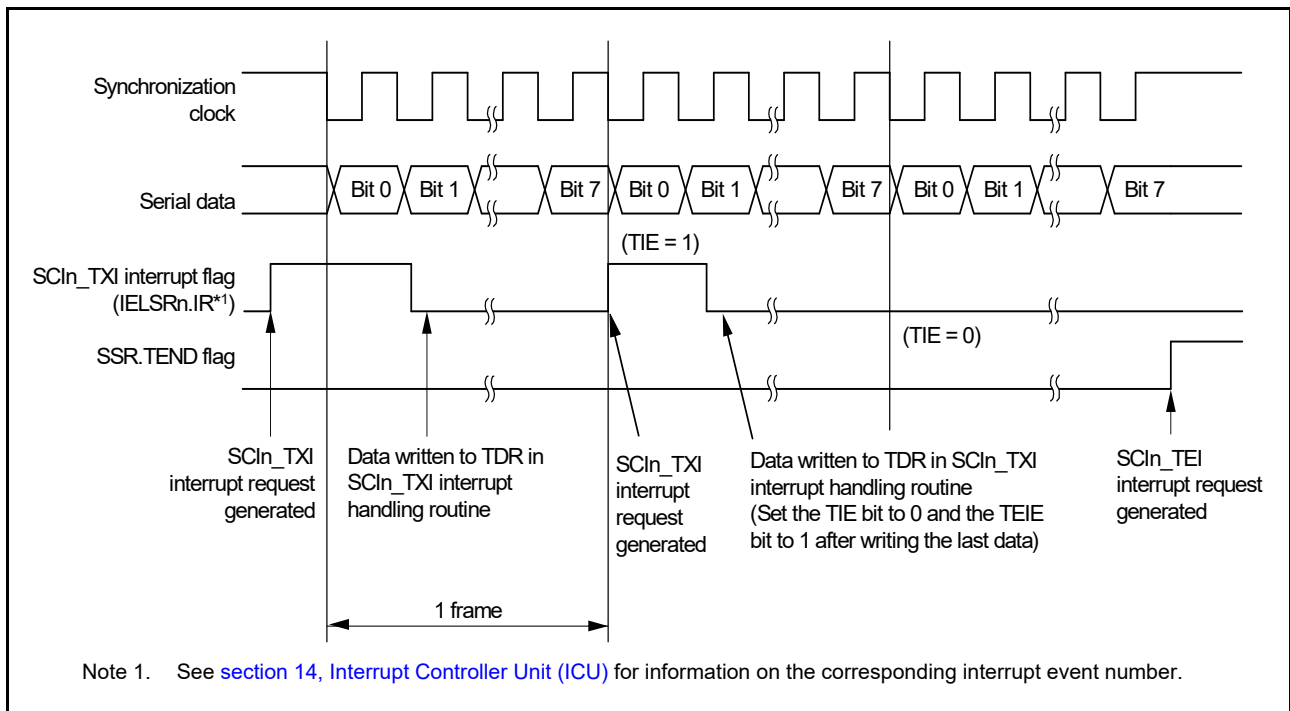 Synchronization
clock
Serial data
Bit 0 Bit 1 Bit 7 Bit 0 Bit 1 Bit 7 Bit 0 Bit 1 Bit 7
(TIE = 1)
SCIn_TXI interrupt flag
(IELSRn.IR*1)
(TIE = 0)
SSR.TEND flag
SCIn_TXI
interrupt request
generated
Data written to TDR in
SCIn_TXI interrupt
handling routine
SCIn_TXI
interrupt
request
generated
Data written to TDR in SCIn_TXI
interrupt handling routine
(Set the TIE bit to 0 and the TEIE
bit to 1 after writing the last data)
SCIn_TEI
interrupt request
generated
1 frame
Note 1. See section 14, Interrupt Controller Unit (ICU) for information on the corresponding interrupt event number.